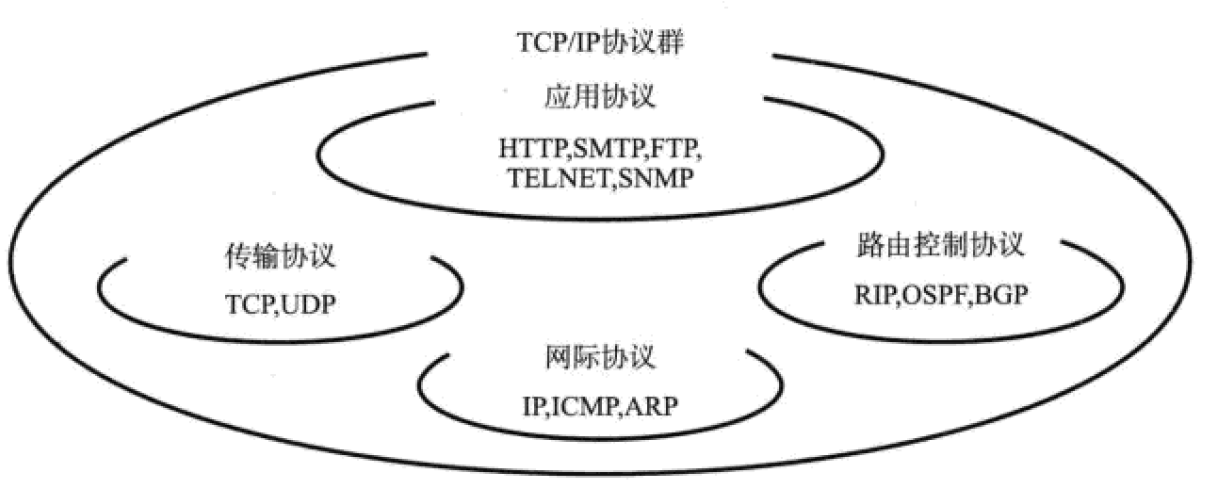 TCP/IP协议群
应用协议
HTTP,SMTP,FTP,
TELNET,SNMP
传输协议
TCP,UDP
路由控制协议
RIP,OSPF,BGP
网际协议
IP,ICMP,ARP